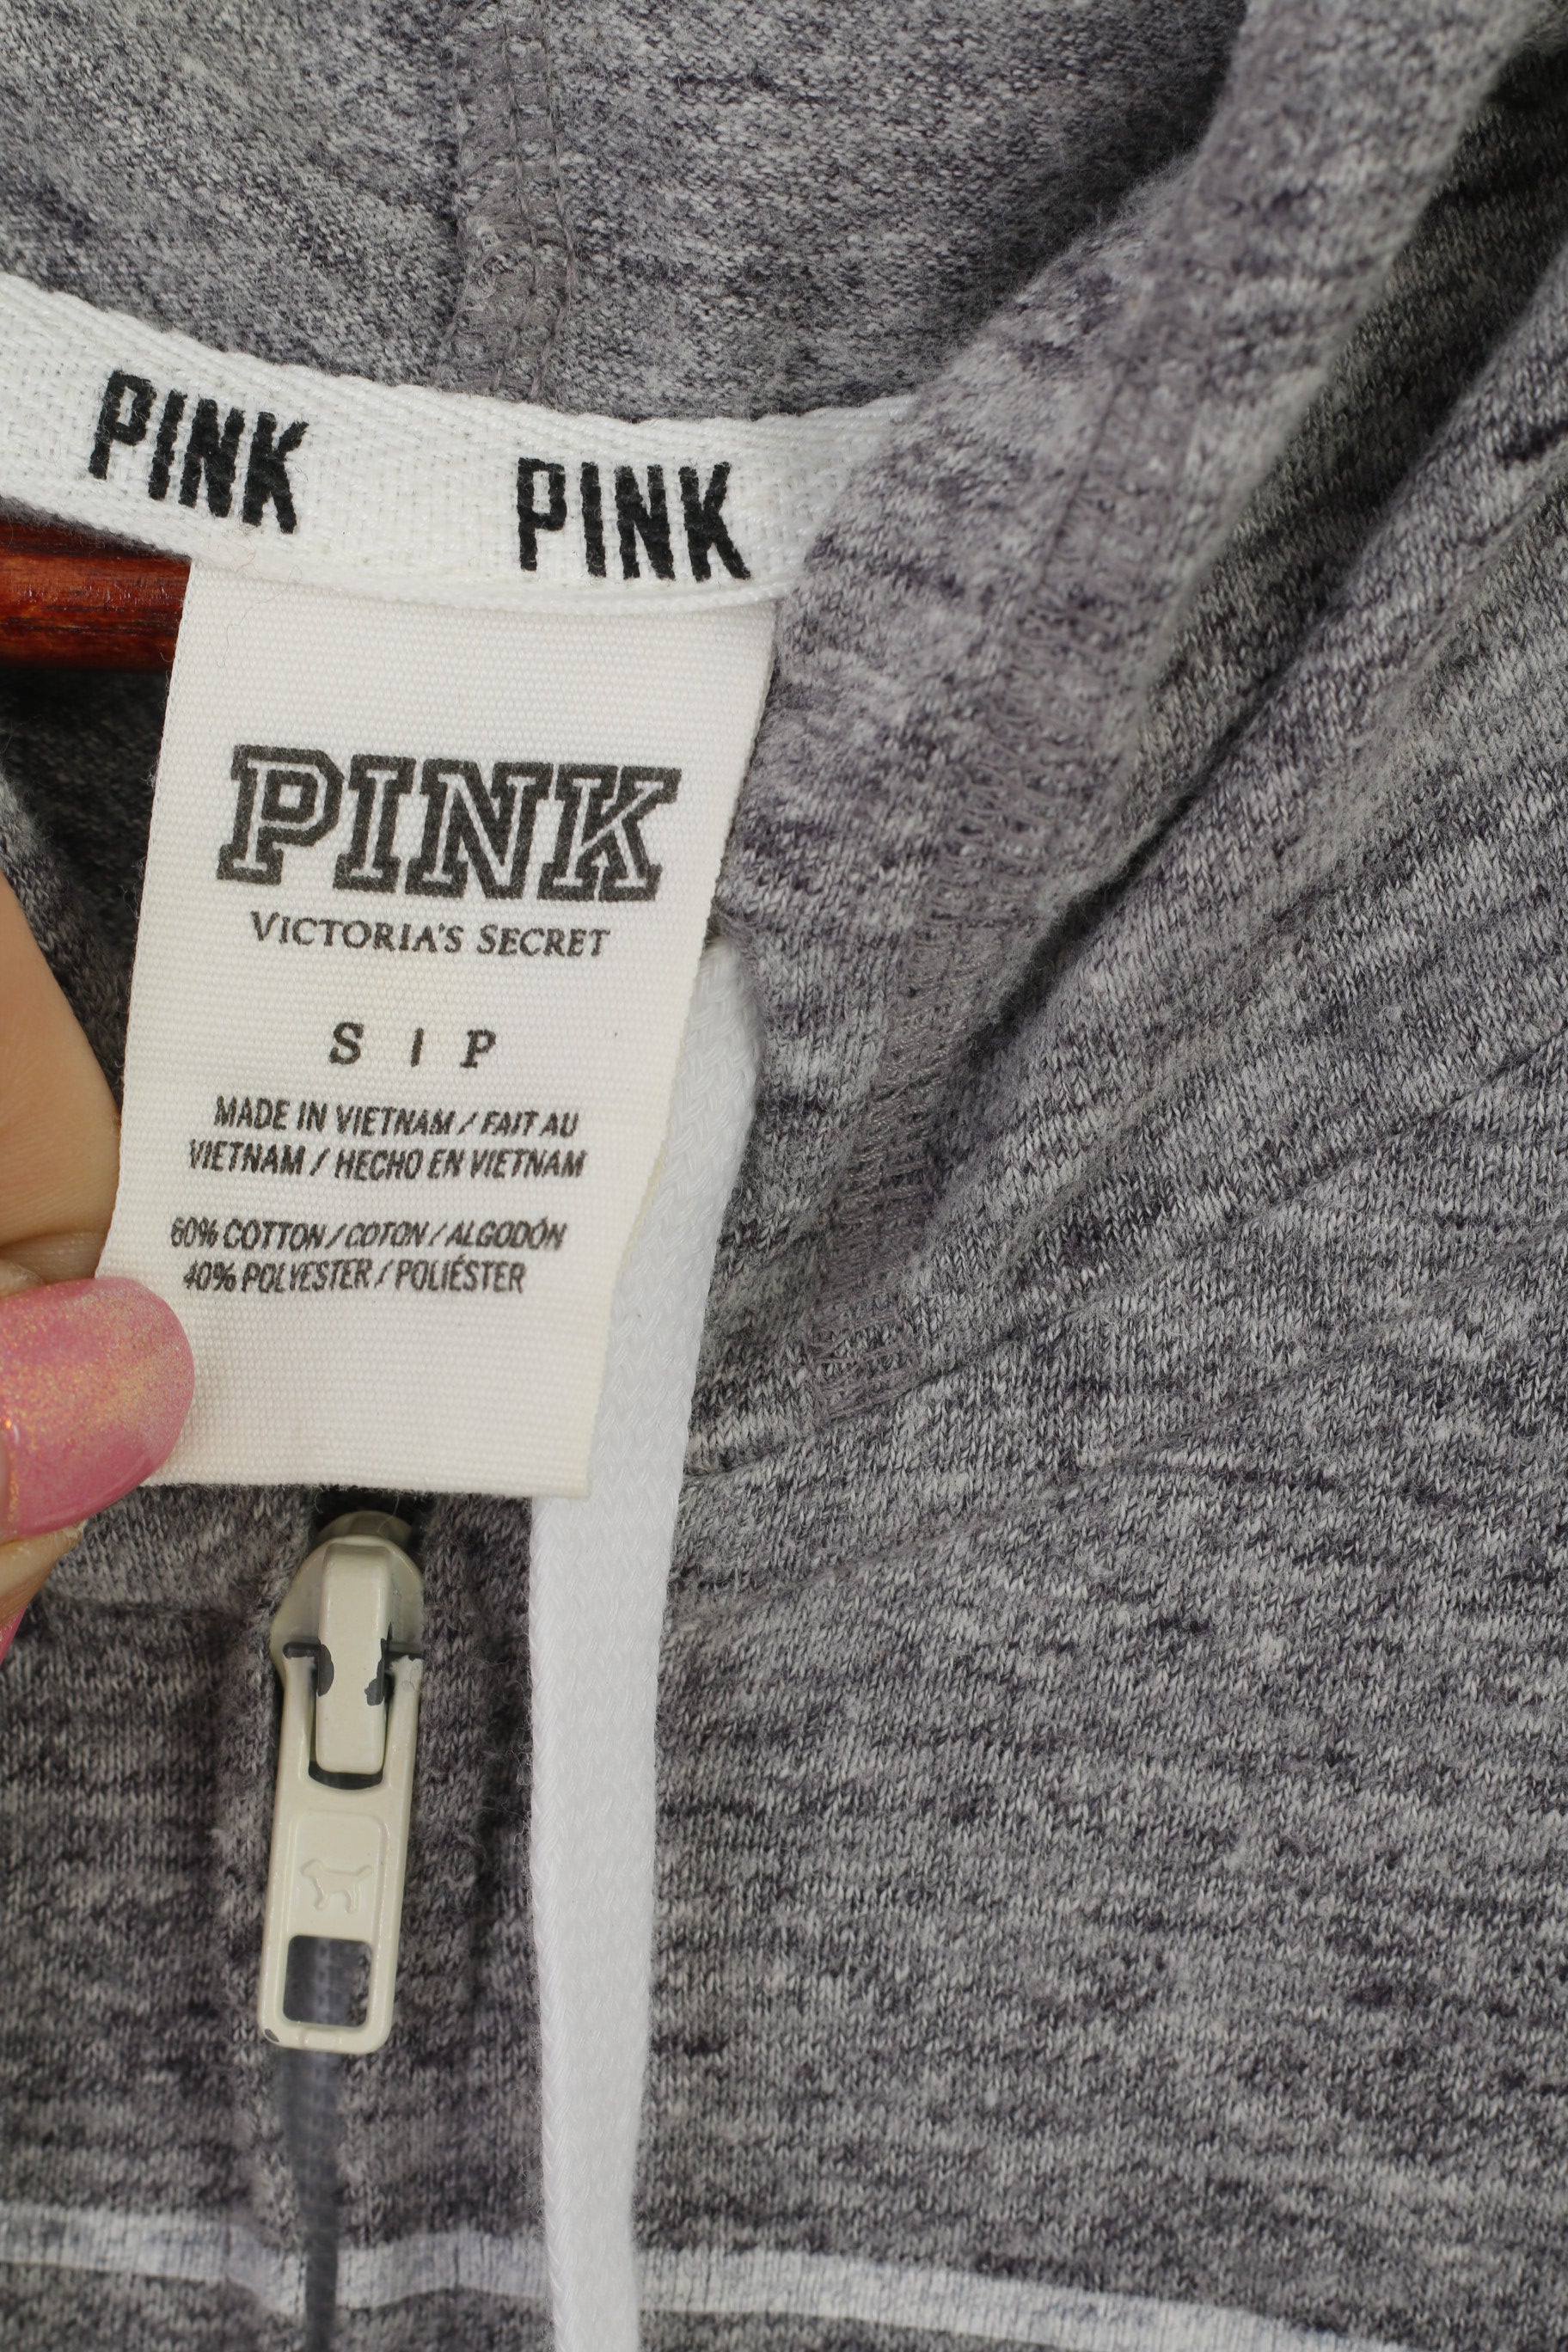 PINK PINK
PINK
VICTORIA'S SECRET
S | P
MADE IN VIETNAM / FAIT AU
VIETNAM / HECHO EN VIETNAM
60% COTTON / COTON / ALGODÓN
40% POLYESTER / POLIÉSTER